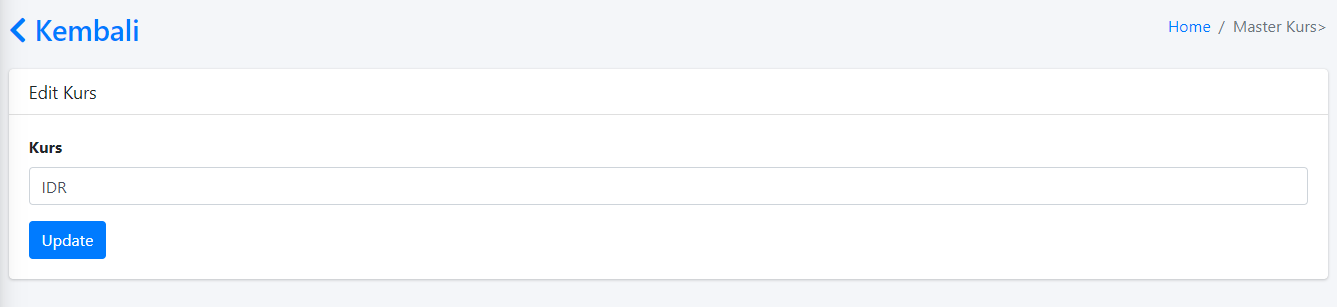 Kembali
Home / Master Kurs>
Edit Kurs
Kurs
IDR
Update